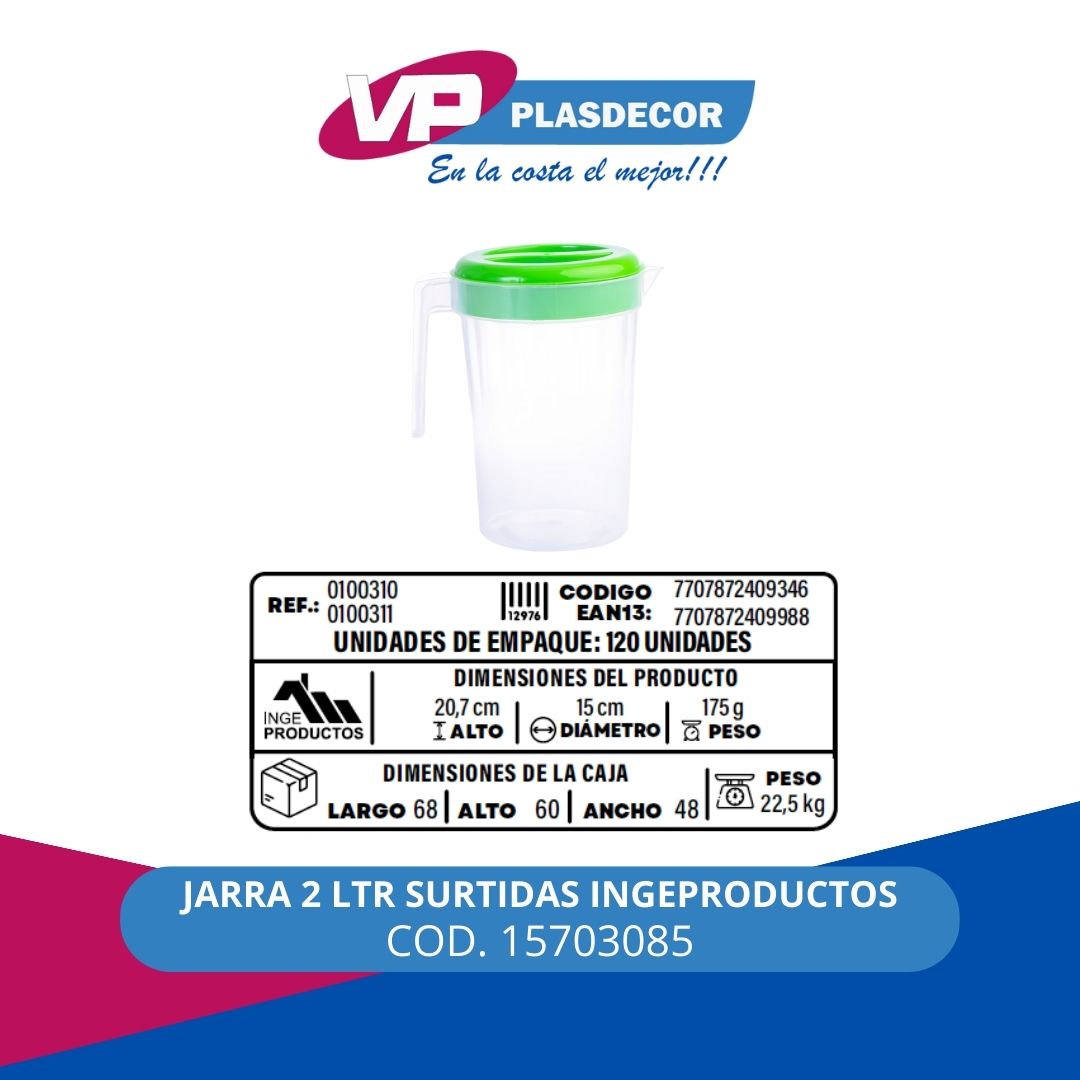 VP PLASDECOR
En la costa el mejor!!!
REF.: 0100310
0100311
12976
CODIGO EAN13: 7707872409346
7707872409988
UNIDADES DE EMPAQUE: 120 UNIDADES
INGE
PRODUCTOS
DIMENSIONES DEL PRODUCTO
20,7 cm 15 cm 175 g
ALTO DIÁMETRO PESO
DIMENSIONES DE LA CAJA
LARGO 68 ALTO 60 ANCHO 48
PESO
22,5 kg
JARRA 2 LTR SURTIDAS INGEPRODUCTOS
COD. 15703085